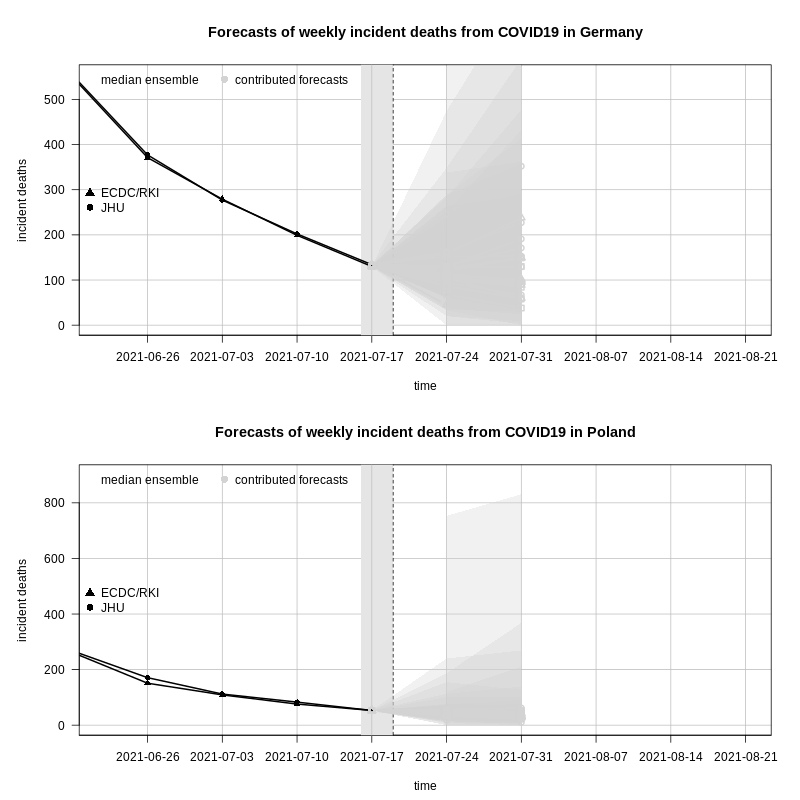 Forecasts of weekly incident deaths from COVID19 in Germany
median ensemble contributed forecasts
500
400
300
200
100
0
incident deaths
ECDC/RKI
JHU
2021-06-26 2021-07-03 2021-07-10 2021-07-17 2021-07-24 2021-07-31 2021-08-07 2021-08-14 2021-08-21
time
Forecasts of weekly incident deaths from COVID19 in Poland
median ensemble contributed forecasts
800
600
400
200
0
incident deaths
ECDC/RKI
JHU
2021-06-26 2021-07-03 2021-07-10 2021-07-17 2021-07-24 2021-07-31 2021-08-07 2021-08-14 2021-08-21
time